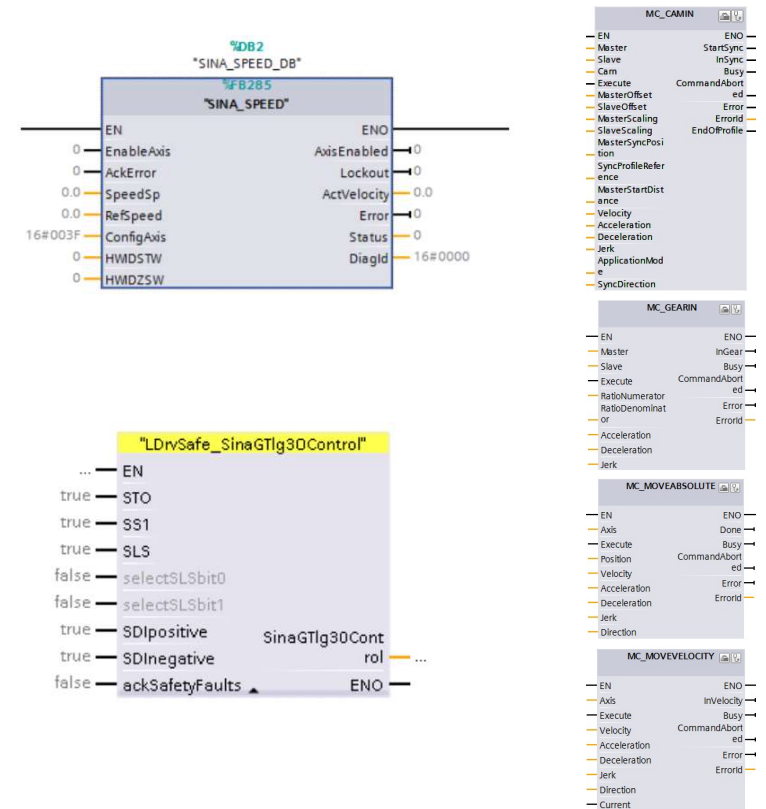 %DB2
"SINA_SPEED_DB"
%FB285
"SINA_SPEED"
EN ENO
0 EnableAxis AxisEnabled 0
0 AckError Lockout 0
0.0 SpeedSp ActVelocity 0.0
0.0 RefSpeed Error 0
16#003F ConfigAxis Status 0
0 HWIDSTW DiagId 16#0000
0 HWIDZSW
"LDrvSafe_SinaGTlg30Control"
... EN
true STO
true SS1
true SLS
false selectSLSbit0
false selectSLSbit1
true SDIpositive SinaGTlg30Cont
true SDInegative rol ...
false ackSafetyFaults ENO
MC_CAMIN
EN ENO
Master StartSync
Slave InSync
Cam Busy
Execute CommandAbort
MasterOffset ed
SlaveOffset Error
MasterScaling ErrorId
SlaveScaling EndOfProfile
MasterSyncPosi
tion
SyncProfileRefer
ence
MasterStartDist
ance
Velocity
Acceleration
Deceleration
Jerk
ApplicationMod
e
SyncDirection
MC_GEARIN
EN ENO
Master InGear
Slave Busy
Execute CommandAbort
RatioNumerator ed
RatioDenominat Error
or ErrorId
Acceleration
Deceleration
Jerk
MC_MOVEABSOLUTE
EN ENO
Axis Done
Execute Busy
Position CommandAbort
Velocity ed
Acceleration Error
Deceleration ErrorId
Jerk
Direction
MC_MOVEVELOCITY
EN ENO
Axis InVelocity
Execute Busy
Velocity CommandAbort
Acceleration ed
Deceleration Error
Jerk ErrorId
Direction
Current